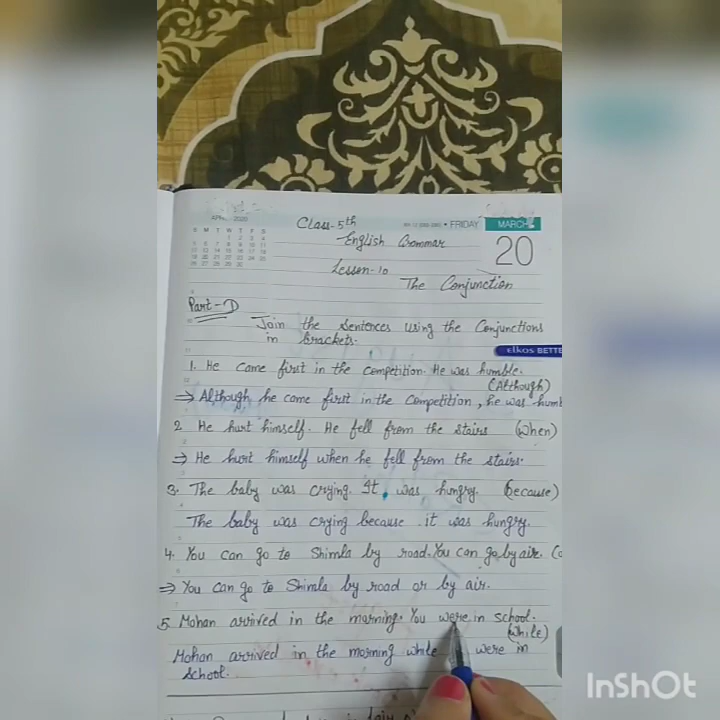 APRIL 2020
S M T W T F S
FRIDAY
MARCH
20
Class-5th
English Grammar
Lesson-10
The Conjunction
Part-D
Join the Sentences using the Conjunctions
in brackets.
elkos BETTE
1. He came first in the competition. He was humble.
(Although)
⇒ Although he came first in the competition, he was humb
2. He hurt himself. He fell from the stairs (when)
⇒ He hurt himself when he fell from the stairs.
3. The baby was crying. It was hungry. (because)
The baby was crying because it was hungry.
4. You can go to Shimla by road. You can go by air. (o
⇒ You can go to Shimla by road or by air.
5. Mohan arrived in the morning. You were in school.
(while)
Mohan arrived in the morning while were in
School.
InShOt